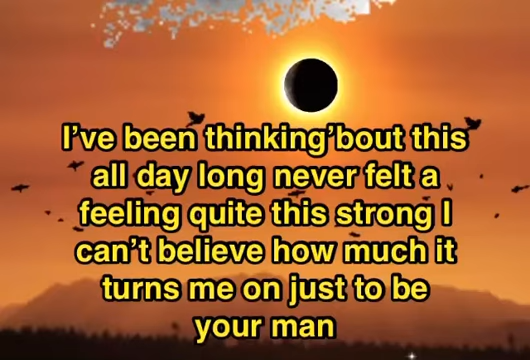 I've been thinking'bout this
all day long never felt a
feeling quite this strong I
can't believe how much it
turns me on just to be
your man